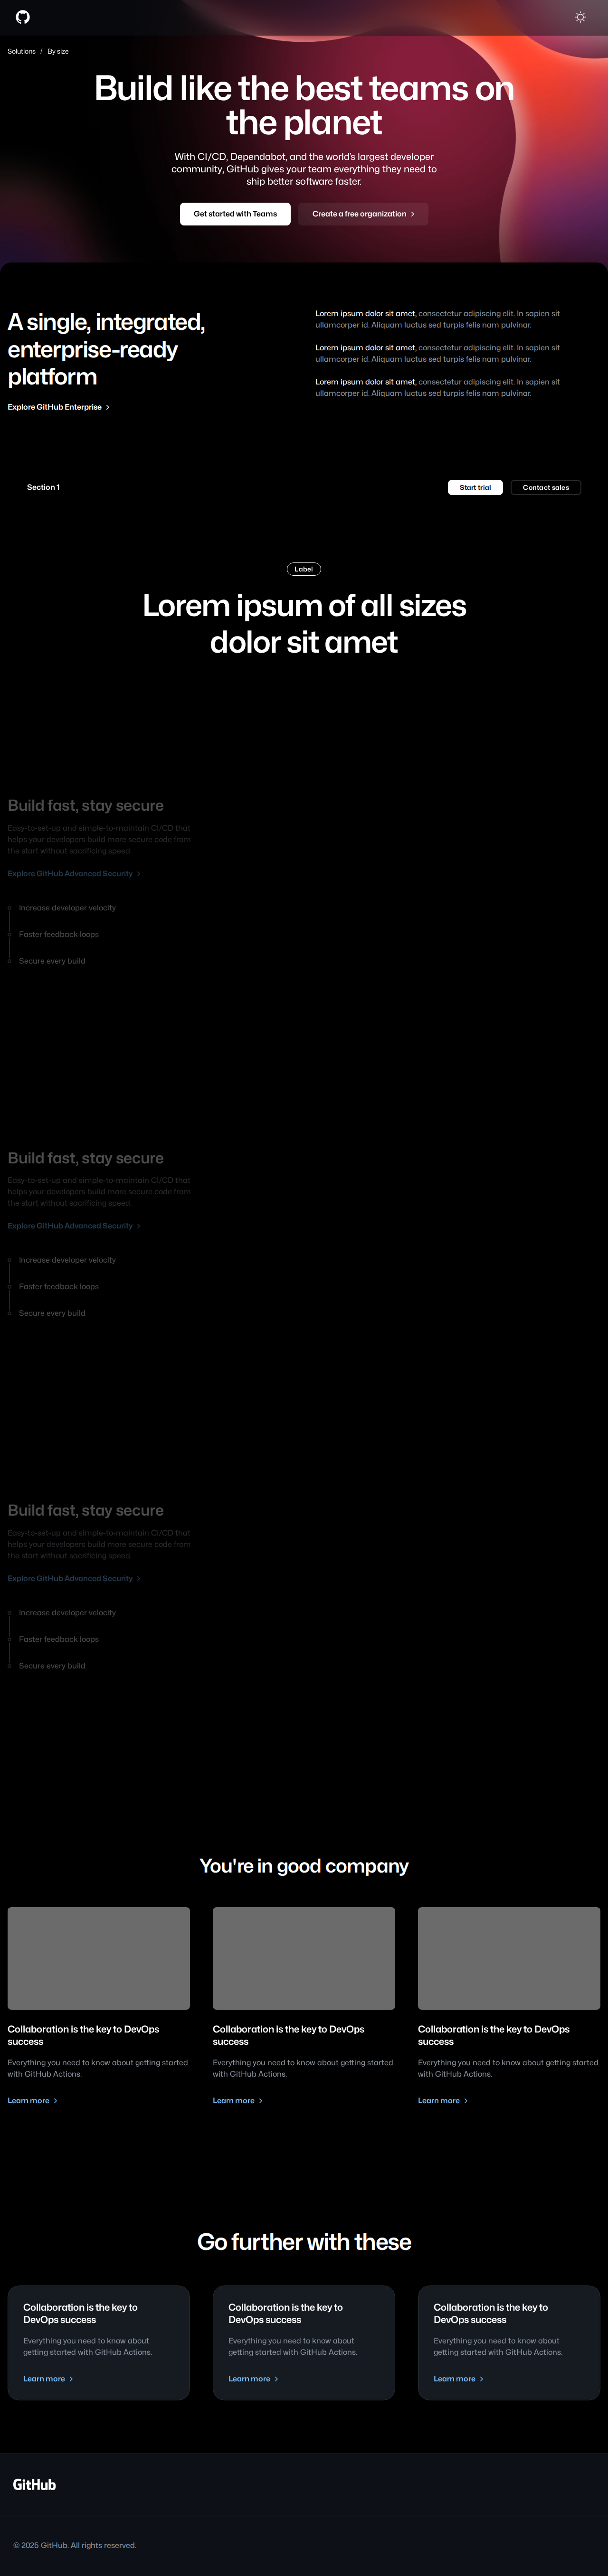 Solutions / By size
Build like the best teams on
the planet
With CI/CD, Dependabot, and the world's largest developer
community, GitHub gives your team everything they need to
ship better software faster.
Get started with Teams
Create a free organization
A single, integrated,
enterprise-ready
platform
Explore GitHub Enterprise
Lorem ipsum dolor sit amet, consectetur adipiscing elit. In sapien sit
ullamcorper id. Aliquam luctus sed turpis felis nam pulvinar.
Lorem ipsum dolor sit amet, consectetur adipiscing elit. In sapien sit
ullamcorper id. Aliquam luctus sed turpis felis nam pulvinar.
Lorem ipsum dolor sit amet, consectetur adipiscing elit. In sapien sit
ullamcorper id. Aliquam luctus sed turpis felis nam pulvinar.
Section 1
Start trial
Contact sales
Label
Lorem ipsum of all sizes
dolor sit amet
Build fast, stay secure
Easy-to-set-up and simple-to-maintain CI/CD that
helps your developers build more secure code from
the start without sacrificing speed.
Explore GitHub Advanced Security
Increase developer velocity
Faster feedback loops
Secure every build
Build fast, stay secure
Easy-to-set-up and simple-to-maintain CI/CD that
helps your developers build more secure code from
the start without sacrificing speed.
Explore GitHub Advanced Security
Increase developer velocity
Faster feedback loops
Secure every build
Build fast, stay secure
Easy-to-set-up and simple-to-maintain CI/CD that
helps your developers build more secure code from
the start without sacrificing speed.
Explore GitHub Advanced Security
Increase developer velocity
Faster feedback loops
Secure every build
You're in good company
Collaboration is the key to DevOps
success
Everything you need to know about getting started
with GitHub Actions.
Learn more
Collaboration is the key to DevOps
success
Everything you need to know about getting started
with GitHub Actions.
Learn more
Collaboration is the key to DevOps
success
Everything you need to know about getting started
with GitHub Actions.
Learn more
Go further with these
Collaboration is the key to
DevOps success
Everything you need to know about
getting started with GitHub Actions.
Learn more
Collaboration is the key to
DevOps success
Everything you need to know about
getting started with GitHub Actions.
Learn more
Collaboration is the key to
DevOps success
Everything you need to know about
getting started with GitHub Actions.
Learn more
GitHub
© 2025 GitHub. All rights reserved.